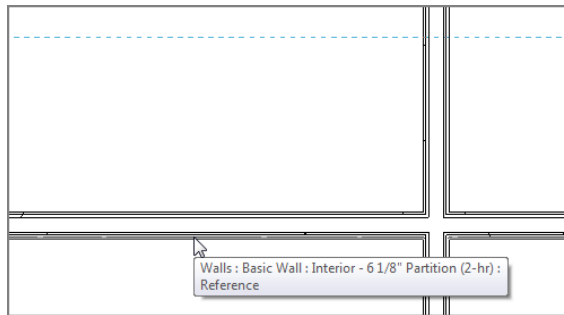 Walls : Basic Wall : Interior - 6 1/8" Partition (2-hr) :
Reference